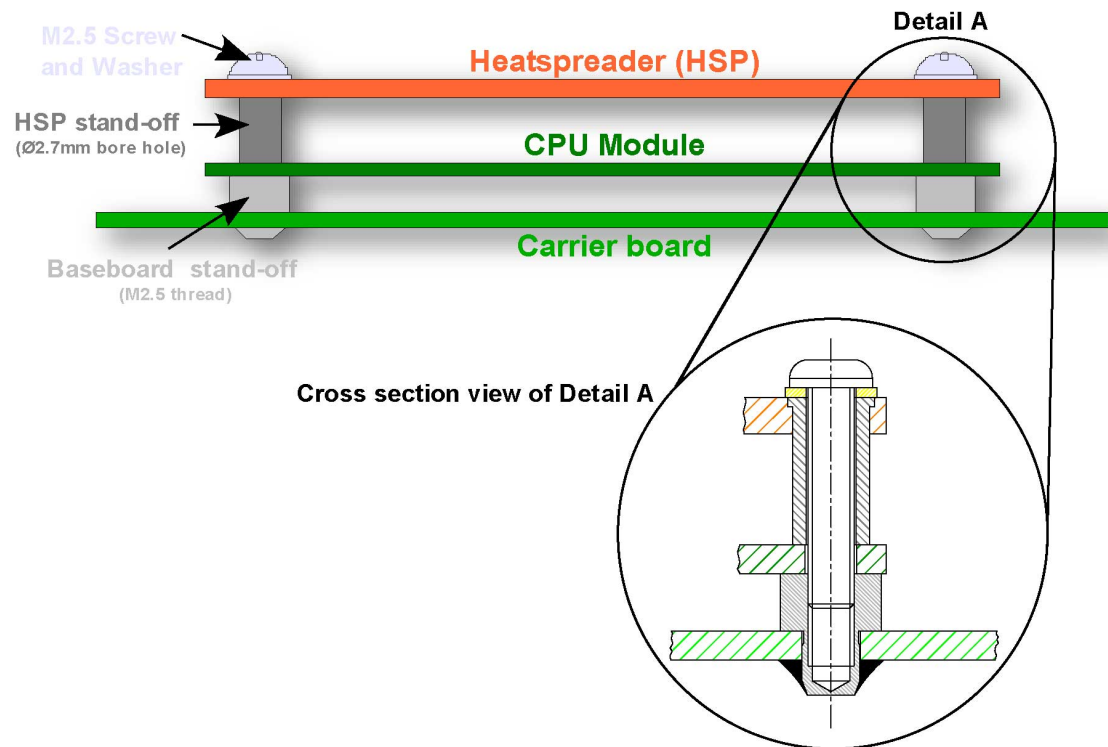 Detail A
M2.5 Screw
and Washer
Heatspreader (HSP)
HSP stand-off
(Ø2.7mm bore hole)
CPU Module
Carrier board
Baseboard stand-off
(M2.5 thread)
Cross section view of Detail A